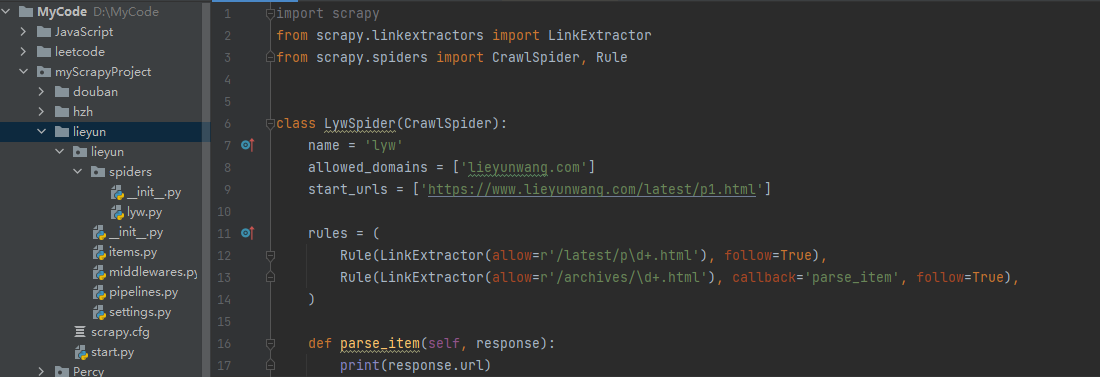 MyCode D:\MyCode
JavaScript
leetcode
myScrapyProject
douban
hzh
lieyun
lieyun
spiders
__init__.py
lyw.py
__init__.py
items.py
middlewares.py
pipelines.py
settings.py
scrapy.cfg
start.py
Percy
1 import scrapy
2 from scrapy.linkextractors import LinkExtractor
3 from scrapy.spiders import CrawlSpider, Rule
4
5
6 class LywSpider(CrawlSpider):
7     name = 'lyw'
8     allowed_domains = ['lieyunwang.com']
9     start_urls = ['https://www.lieyunwang.com/latest/p1.html']
10
11     rules = (
12         Rule(LinkExtractor(allow=r'/latest/p\d+.html'), follow=True),
13         Rule(LinkExtractor(allow=r'/archives/\d+.html'), callback='parse_item', follow=True),
14     )
15
16     def parse_item(self, response):
17         print(response.url)